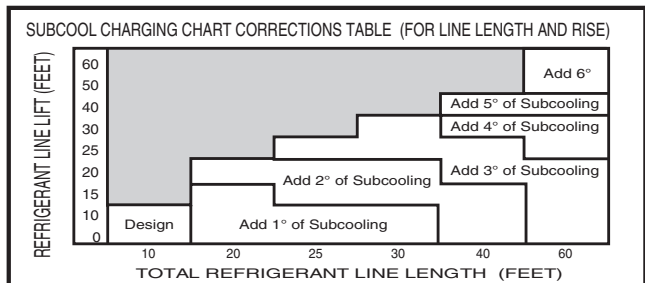 SUBCOOL CHARGING CHART CORRECTIONS TABLE (FOR LINE LENGTH AND RISE)
REFRIGERANT LINE LIFT (FEET)
60
50
40
30
25
20
15
10
0
Add 6°
Add 5° of Subcooling
Add 4° of Subcooling
Add 2° of Subcooling
Add 3° of Subcooling
Design
Add 1° of Subcooling
10 20 25 30 40 60
TOTAL REFRIGERANT LINE LENGTH (FEET)